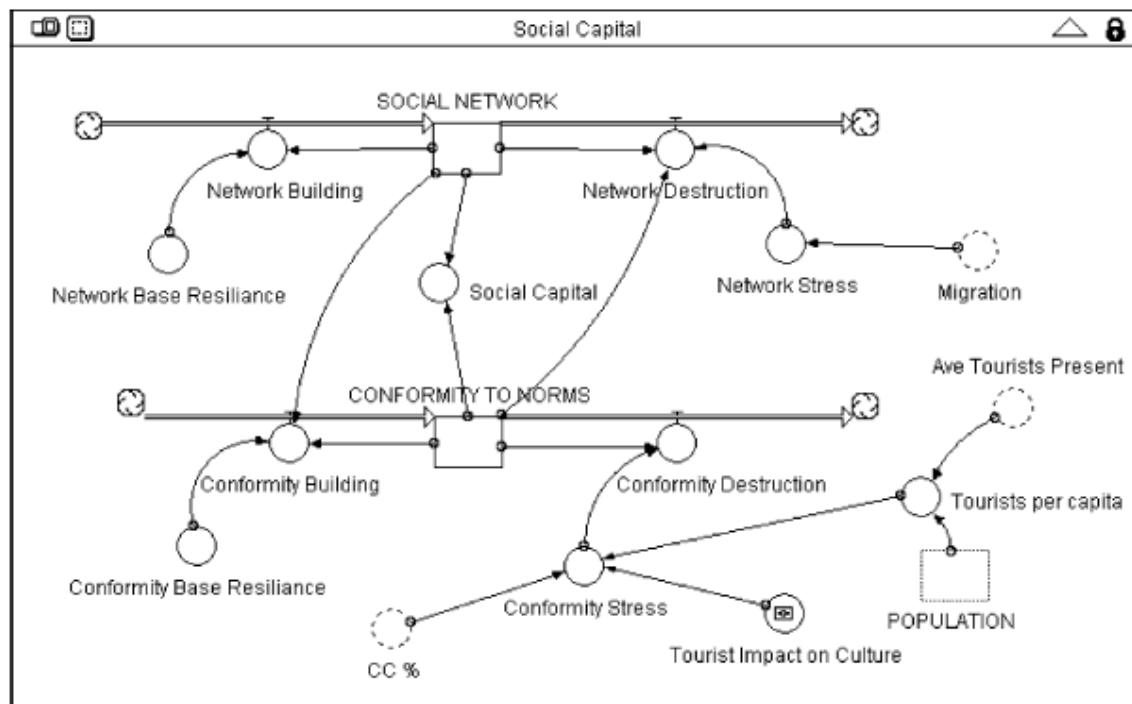 Social Capital
SOCIAL NETWORK
Network Building
Network Destruction
Network Base Resiliance
Social Capital
Network Stress
Migration
Ave Tourists Present
CONFORMITY TO NORMS
Conformity Building
Conformity Destruction
Tourists per capita
Conformity Base Resiliance
Conformity Stress
POPULATION
Tourist Impact on Culture
CC %